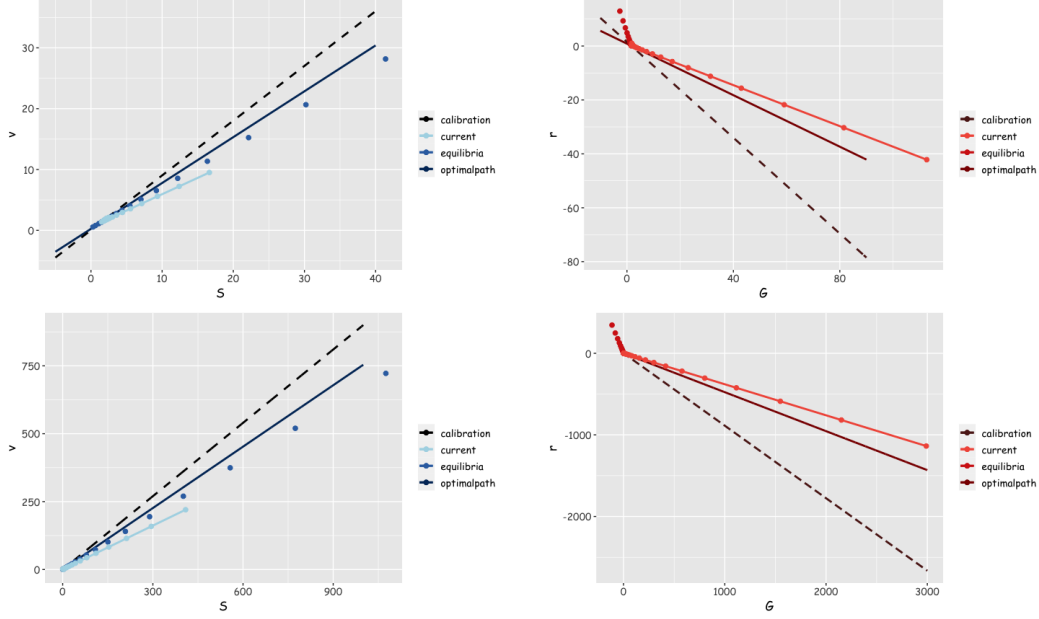 30
20
10
0
v
0
10
20
30
40
S
calibration
current
equilibria
optimalpath
0
-20
-40
-60
-80
r
0
40
80
G
calibration
current
equilibria
optimalpath
750
500
250
0
v
0
300
600
900
S
calibration
current
equilibria
optimalpath
0
-1000
-2000
r
0
1000
2000
3000
G
calibration
current
equilibria
optimalpath